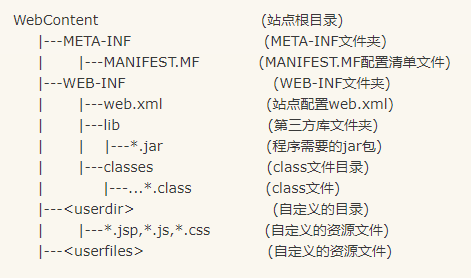 WebContent (站点根目录)
|---META-INF (META-INF文件夹)
| |---MANIFEST.MF (MANIFEST.MF配置清单文件)
|---WEB-INF (WEB-INF文件夹)
| |---web.xml (站点配置web.xml)
| |---lib (第三方库文件夹)
| | |---*.jar (程序需要的jar包)
| |---classes (class文件目录)
| |---...*.class (class文件)
|---<userdir> (自定义的目录)
| |---*.jsp,*.js,*.css (自定义的资源文件)
|---<userfiles> (自定义的资源文件)